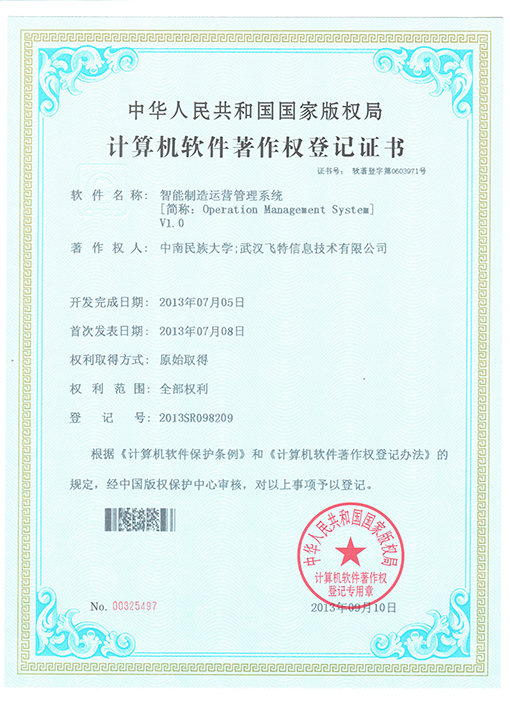 中华人民共和国国家版权局
计算机软件著作权登记证书
证书号： 软著登字第0603971号
软件名称： 智能制造运营管理系统
[简称：Operation Management System]
V1.0
著作权人： 中南民族大学;武汉飞特信息技术有限公司
开发完成日期： 2013年07月05日
首次发表日期： 2013年07月08日
权利取得方式： 原始取得
权利范围： 全部权利
登记号： 2013SR098209
根据《计算机软件保护条例》和《计算机软件著作权登记办法》的
规定，经中国版权保护中心审核，对以上事项予以登记。
中华人民共和国国家版权局
计算机软件著作权
登记专用章
No. 00325497
2013年09月10日